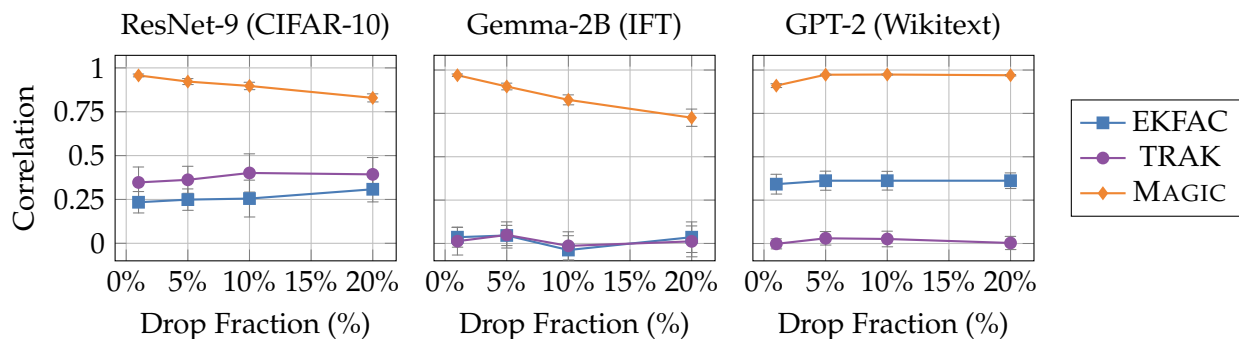 ResNet-9 (CIFAR-10) Gemma-2B (IFT) GPT-2 (Wikitext)
Correlation
1
0.75
0.5
0.25
0
0% 5% 10% 15% 20% 0% 5% 10% 15% 20% 0% 5% 10% 15% 20%
Drop Fraction (%) Drop Fraction (%) Drop Fraction (%)
EKFAC
TRAK
MAGIC